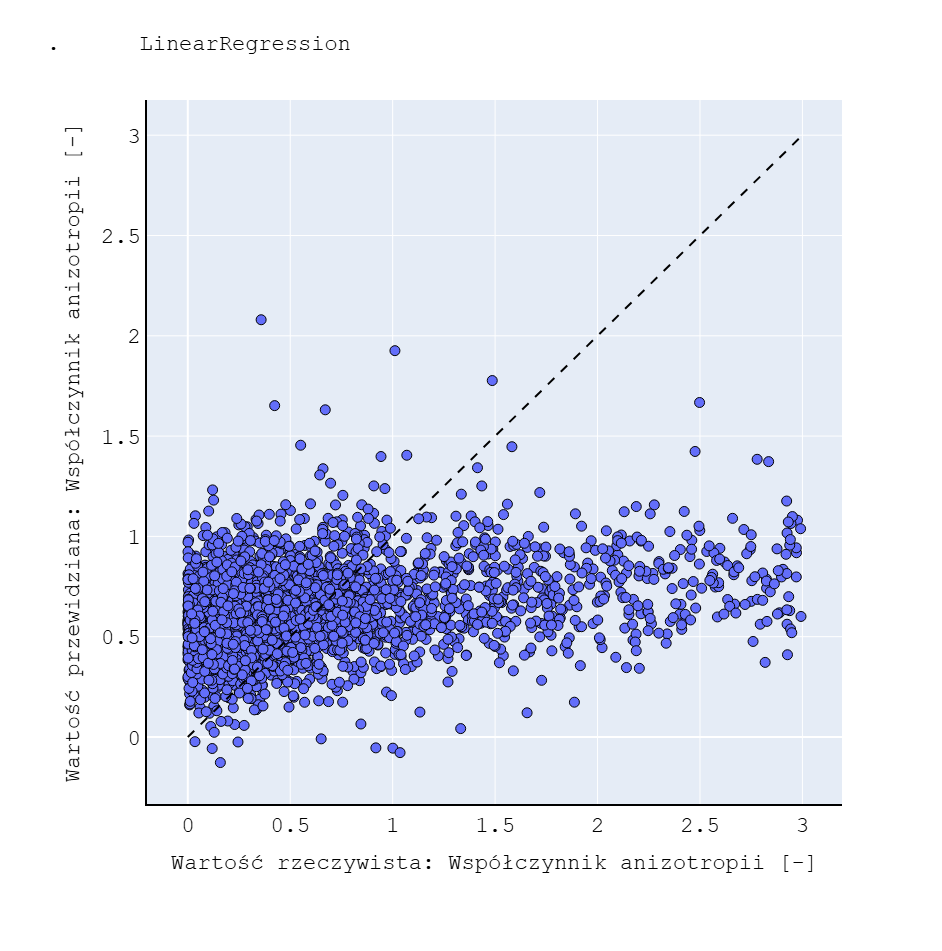 . LinearRegression
Wartość przewidziana: Współczynnik anizotropii [-]
3
2.5
2
1.5
1
0.5
0
0 0.5 1 1.5 2 2.5 3
Wartość rzeczywista: Współczynnik anizotropii [-]